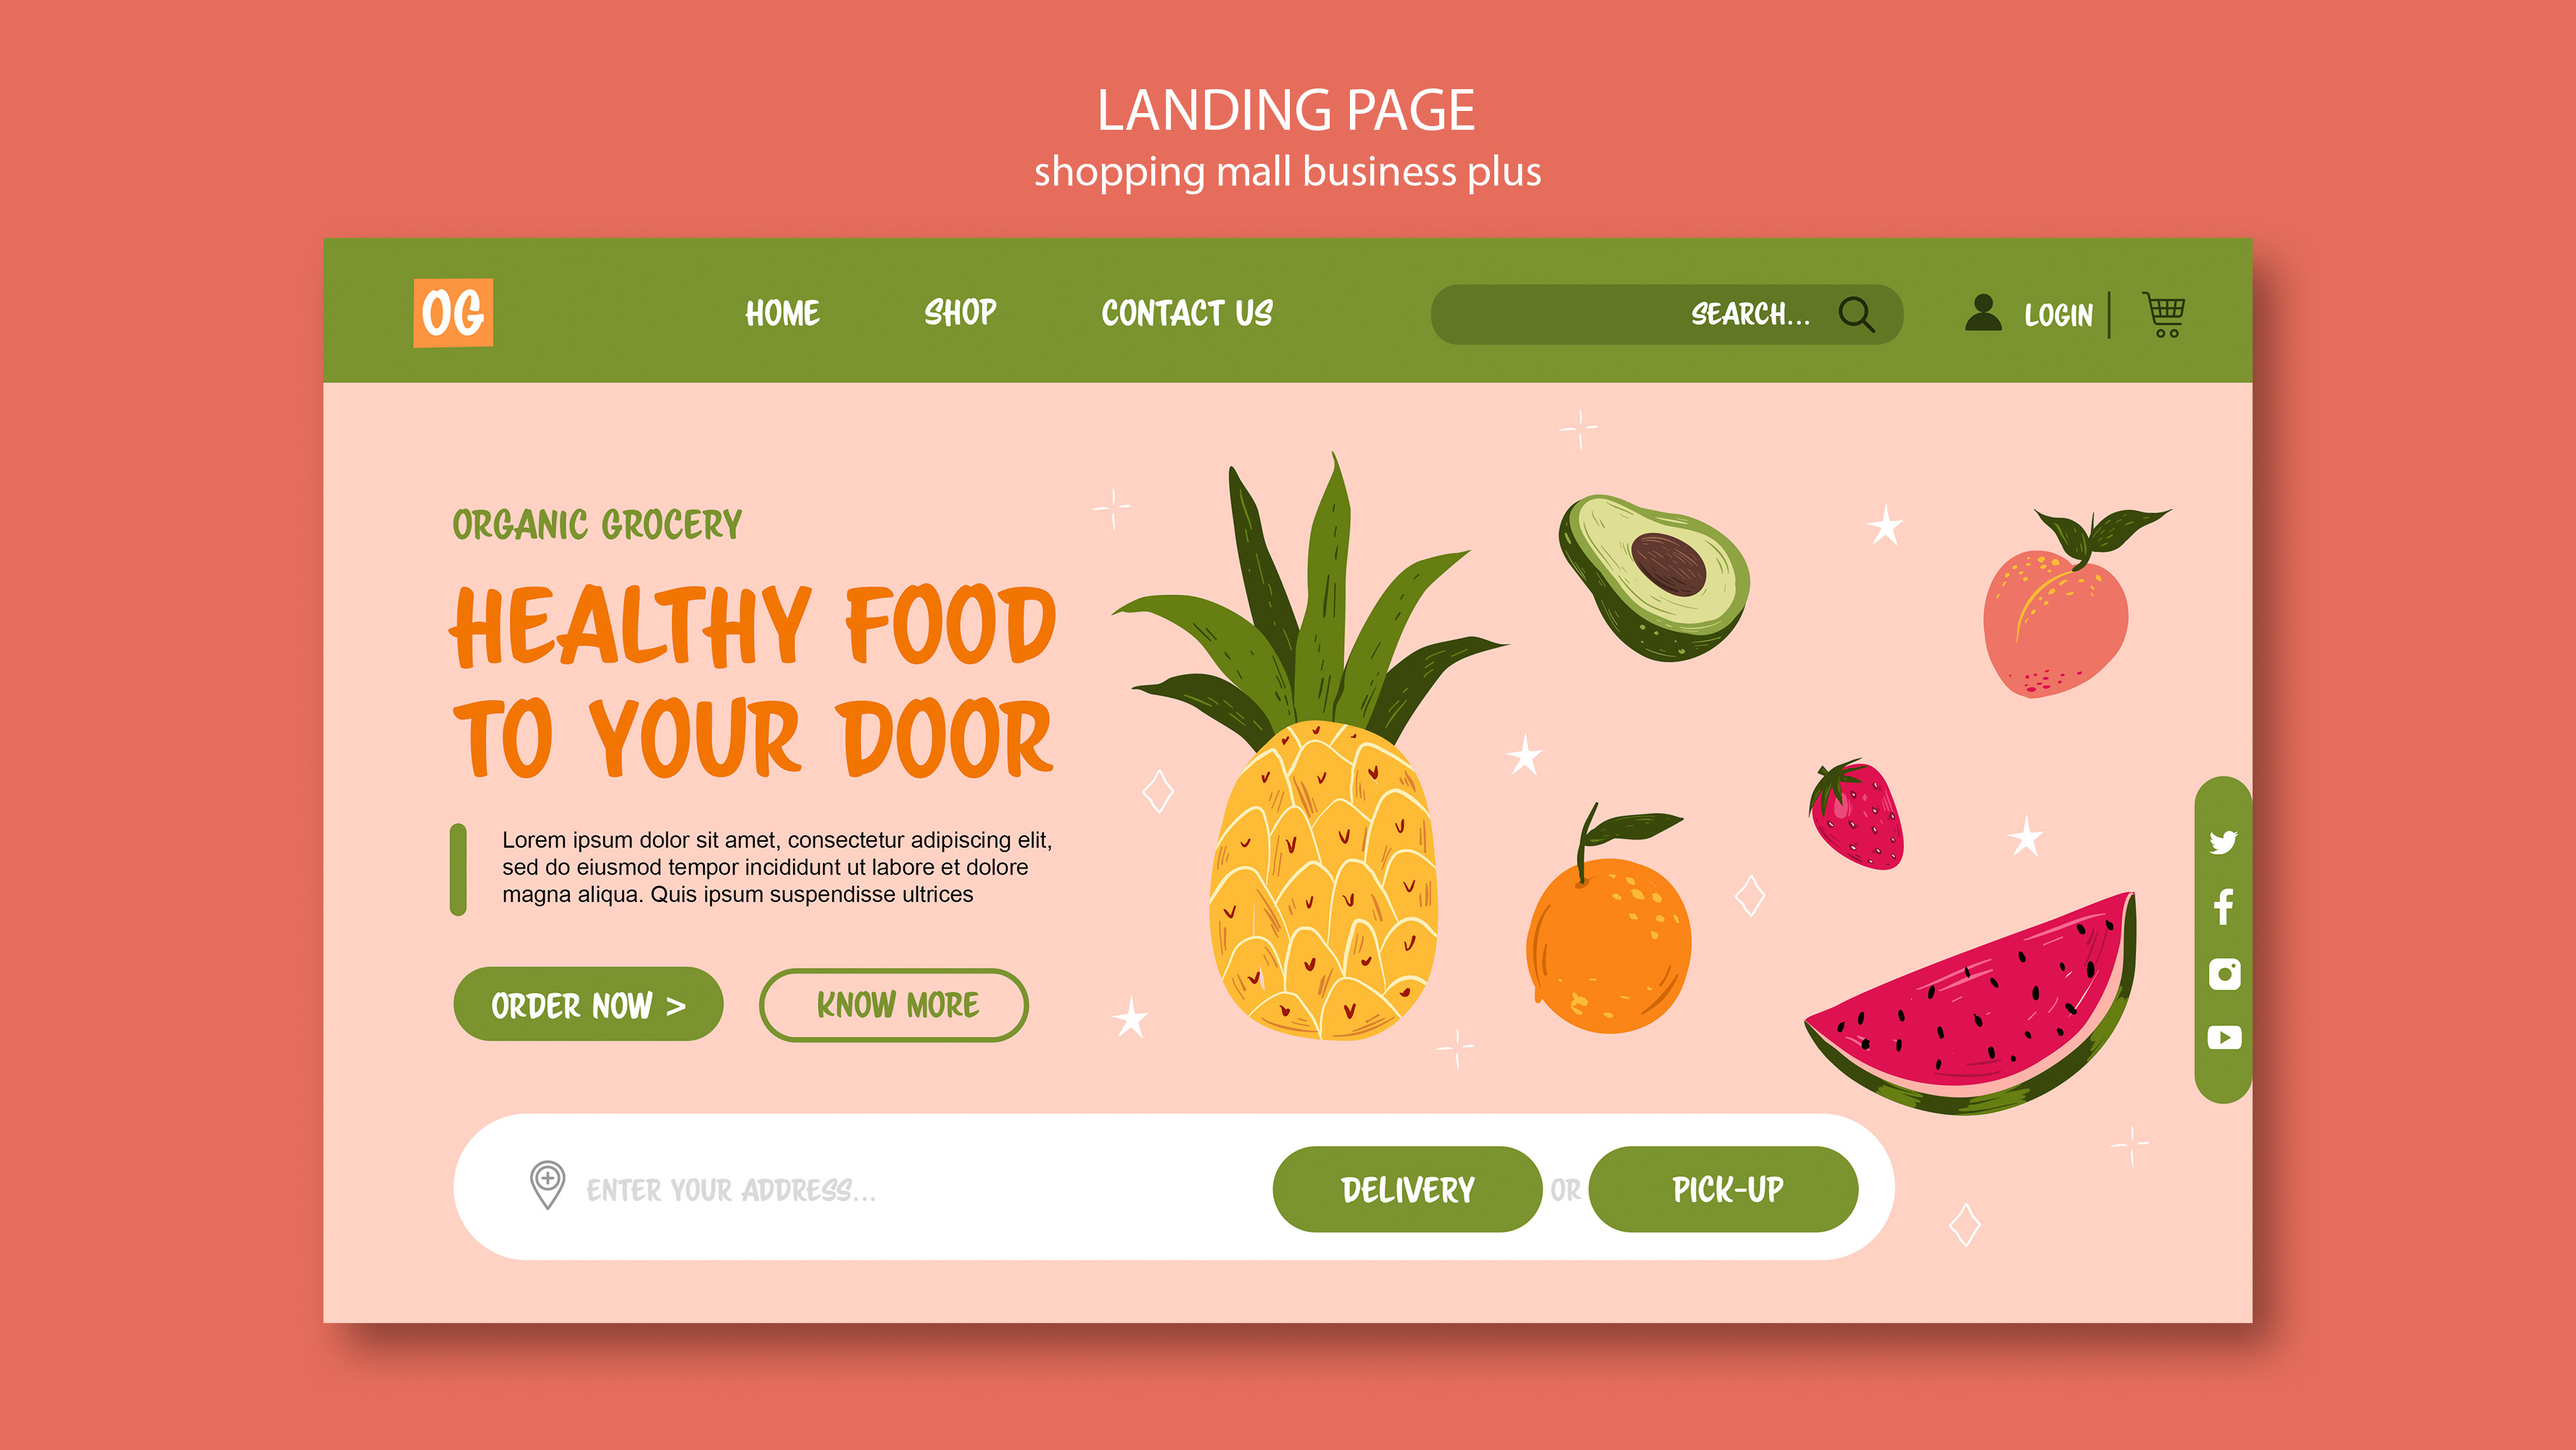 LANDING PAGE
shopping mall business plus
OG
HOME
SHOP
CONTACT US
SEARCH...
LOGIN
ORGANIC GROCERY
HEALTHY FOOD
TO YOUR DOOR
Lorem ipsum dolor sit amet, consectetur adipiscing elit,
sed do eiusmod tempor incididunt ut labore et dolore
magna aliqua. Quis ipsum suspendisse ultrices
ORDER NOW >
KNOW MORE
ENTER YOUR ADDRESS...
DELIVERY
OR
PICK-UP